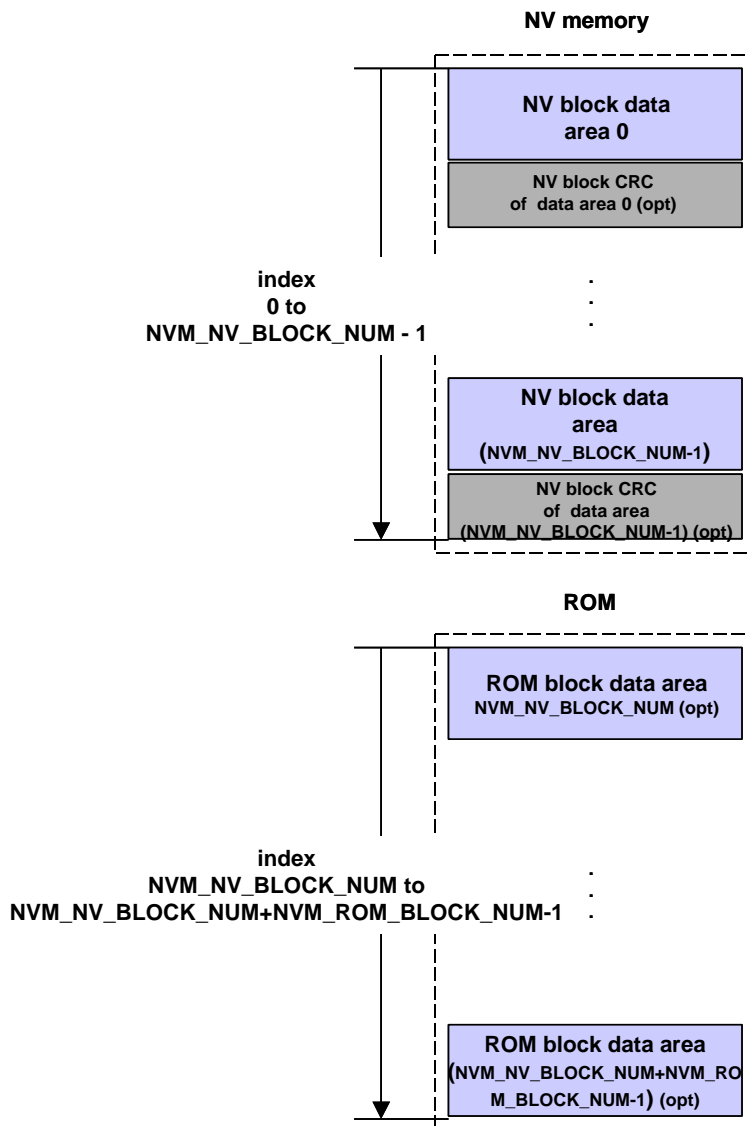 NV memory
NV block data
area 0
NV block CRC
of data area 0 (opt)
index
0 to
NVM_NV_BLOCK_NUM - 1
.
.
.
NV block data
area
(NVM_NV_BLOCK_NUM-1)
NV block CRC
of data area
(NVM_NV_BLOCK_NUM-1) (opt)
ROM
ROM block data area
NVM_NV_BLOCK_NUM (opt)
index
NVM_NV_BLOCK_NUM to
NVM_NV_BLOCK_NUM+NVM_ROM_BLOCK_NUM-1
.
.
.
ROM block data area
(NVM_NV_BLOCK_NUM+NVM_RO
M_BLOCK_NUM-1) (opt)